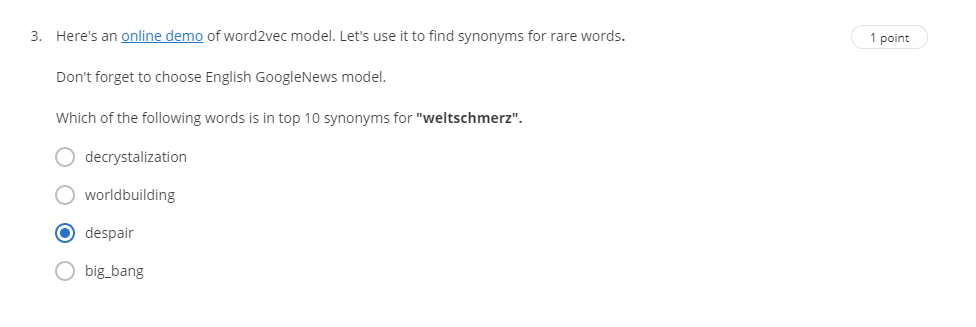 3. Here's an online demo of word2vec model. Let's use it to find synonyms for rare words.
1 point
Don't forget to choose English GoogleNews model.
Which of the following words is in top 10 synonyms for "weltschmerz".
decrystalization
worldbuilding
despair
big_bang